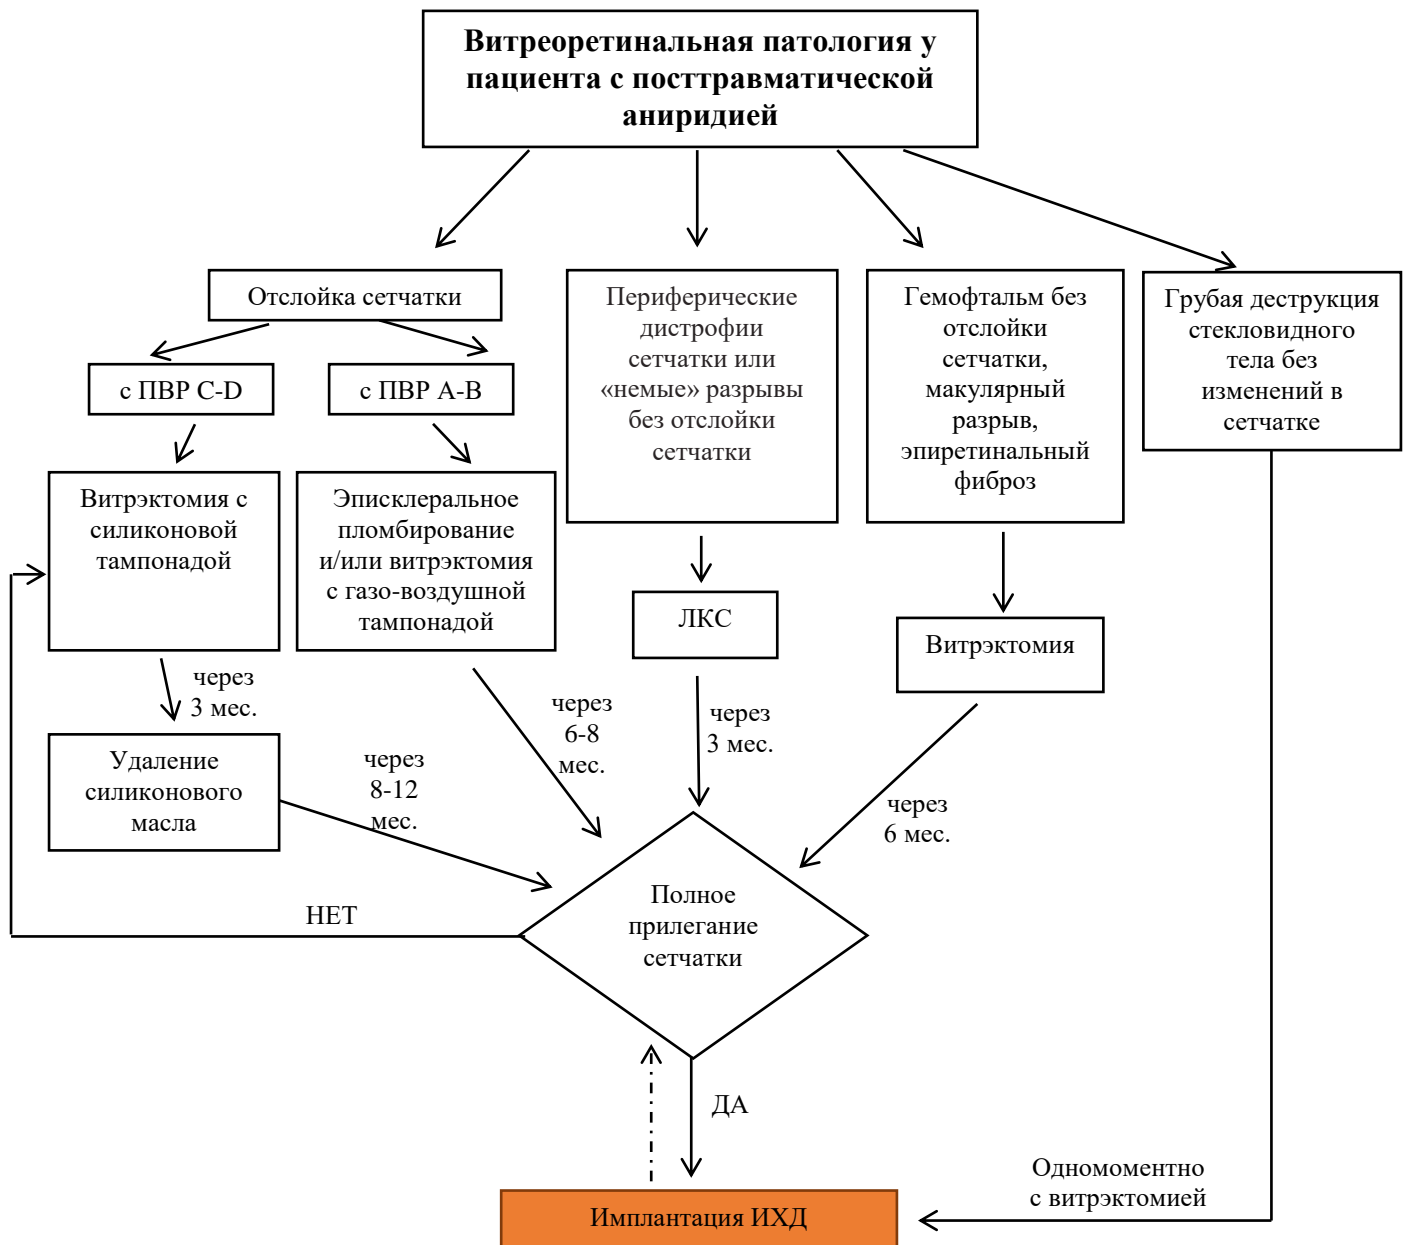 Витреоретинальная патология у
пациента с посттравматической
аниридией
Отслойка сетчатки
с ПВР C-D
с ПВР А-В
Периферические
дистрофии
сетчатки или
«немые» разрывы
без отслойки
сетчатки
Гемофтальм без
отслойки
сетчатки,
макулярный
разрыв,
эпиретинальный
фиброз
Грубая деструкция
стекловидного
тела без
изменений в
сетчатке
Витрэктомия с
силиконовой
тампонадой
Эписклеральное
пломбирование
и/или витрэктомия
с газо-воздушной
тампонадой
ЛКС
Витрэктомия
через
3 мес.
Удаление
силиконового
масла
через
8-12
мес.
через
6-8
мес.
через
3 мес.
через
6 мес.
Полное
прилегание
сетчатки
НЕТ
ДА
Одномоментно
с витрэктомией
Имплантация ИХД